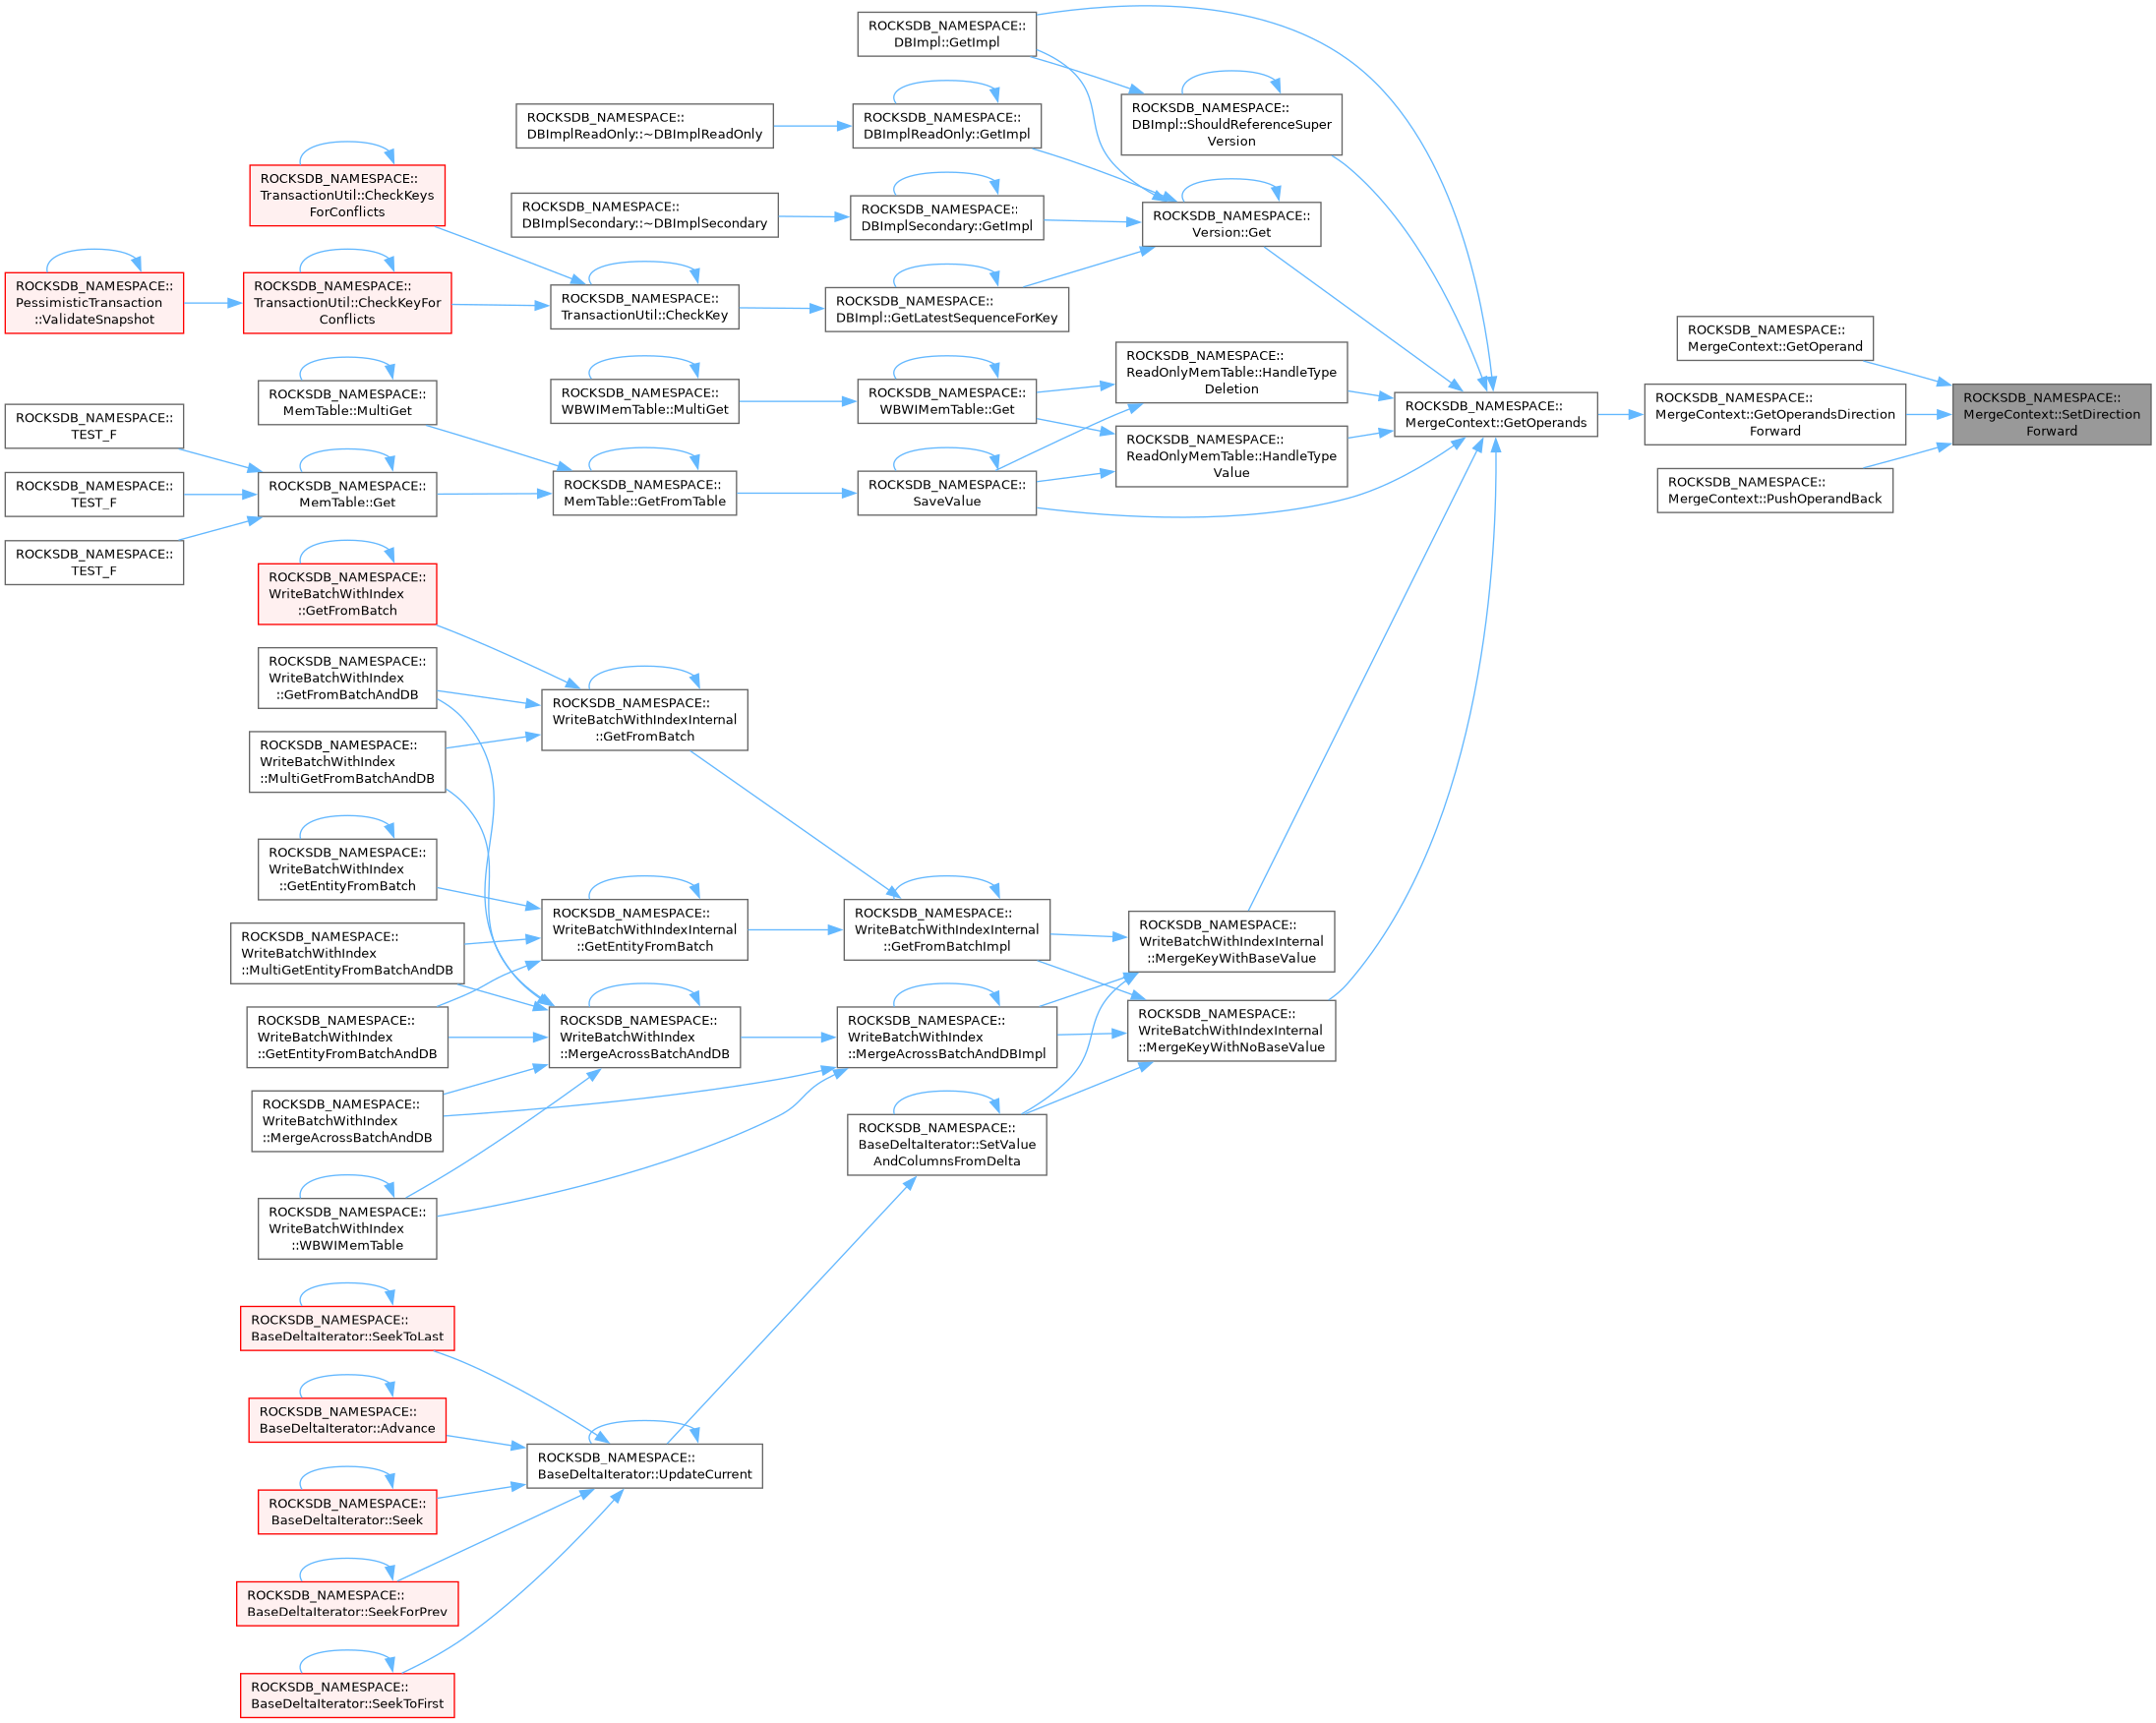 ROCKSDB_NAMESPACE::
DBImpl::GetImpl
ROCKSDB_NAMESPACE::
DBImpl::ShouldReferenceSuper
Version
ROCKSDB_NAMESPACE::
DBImplReadOnly::~DBImplReadOnly
ROCKSDB_NAMESPACE::
DBImplReadOnly::GetImpl
ROCKSDB_NAMESPACE::
TransactionUtil::CheckKeys
ForConflicts
ROCKSDB_NAMESPACE::
DBImplSecondary::~DBImplSecondary
ROCKSDB_NAMESPACE::
DBImplSecondary::GetImpl
ROCKSDB_NAMESPACE::
Version::Get
ROCKSDB_NAMESPACE::
PessimisticTransaction
::ValidateSnapshot
ROCKSDB_NAMESPACE::
TransactionUtil::CheckKeyFor
Conflicts
ROCKSDB_NAMESPACE::
TransactionUtil::CheckKey
ROCKSDB_NAMESPACE::
DBImpl::GetLatestSequenceForKey
ROCKSDB_NAMESPACE::
MergeContext::GetOperand
ROCKSDB_NAMESPACE::
MemTable::MultiGet
ROCKSDB_NAMESPACE::
WBWIMemTable::MultiGet
ROCKSDB_NAMESPACE::
WBWIMemTable::Get
ROCKSDB_NAMESPACE::
ReadOnlyMemTable::HandleType
Deletion
ROCKSDB_NAMESPACE::
MergeContext::GetOperands
ROCKSDB_NAMESPACE::
MergeContext::GetOperandsDirection
Forward
ROCKSDB_NAMESPACE::
MergeContext::SetDirection
Forward
ROCKSDB_NAMESPACE::
TEST_F
ROCKSDB_NAMESPACE::
ReadOnlyMemTable::HandleType
Value
ROCKSDB_NAMESPACE::
TEST_F
ROCKSDB_NAMESPACE::
MemTable::Get
ROCKSDB_NAMESPACE::
MemTable::GetFromTable
ROCKSDB_NAMESPACE::
SaveValue
ROCKSDB_NAMESPACE::
MergeContext::PushOperandBack
ROCKSDB_NAMESPACE::
TEST_F
ROCKSDB_NAMESPACE::
WriteBatchWithIndex
::GetFromBatch
ROCKSDB_NAMESPACE::
WriteBatchWithIndex
::GetFromBatchAndDB
ROCKSDB_NAMESPACE::
WriteBatchWithIndexInternal
::GetFromBatch
ROCKSDB_NAMESPACE::
WriteBatchWithIndex
::MultiGetFromBatchAndDB
ROCKSDB_NAMESPACE::
WriteBatchWithIndex
::GetEntityFromBatch
ROCKSDB_NAMESPACE::
WriteBatchWithIndexInternal
::GetEntityFromBatch
ROCKSDB_NAMESPACE::
WriteBatchWithIndexInternal
::GetFromBatchImpl
ROCKSDB_NAMESPACE::
WriteBatchWithIndexInternal
::MergeKeyWithBaseValue
ROCKSDB_NAMESPACE::
WriteBatchWithIndex
::MultiGetEntityFromBatchAndDB
ROCKSDB_NAMESPACE::
WriteBatchWithIndex
::GetEntityFromBatchAndDB
ROCKSDB_NAMESPACE::
WriteBatchWithIndex
::MergeAcrossBatchAndDB
ROCKSDB_NAMESPACE::
WriteBatchWithIndex
::MergeAcrossBatchAndDBImpl
ROCKSDB_NAMESPACE::
WriteBatchWithIndexInternal
::MergeKeyWithNoBaseValue
ROCKSDB_NAMESPACE::
WriteBatchWithIndex
::MergeAcrossBatchAndDB
ROCKSDB_NAMESPACE::
BaseDeltaIterator::SetValue
AndColumnsFromDelta
ROCKSDB_NAMESPACE::
WriteBatchWithIndex
::WBWIMemTable
ROCKSDB_NAMESPACE::
BaseDeltaIterator::SeekToLast
ROCKSDB_NAMESPACE::
BaseDeltaIterator::Advance
ROCKSDB_NAMESPACE::
BaseDeltaIterator::UpdateCurrent
ROCKSDB_NAMESPACE::
BaseDeltaIterator::Seek
ROCKSDB_NAMESPACE::
BaseDeltaIterator::SeekForPrev
ROCKSDB_NAMESPACE::
BaseDeltaIterator::SeekToFirst